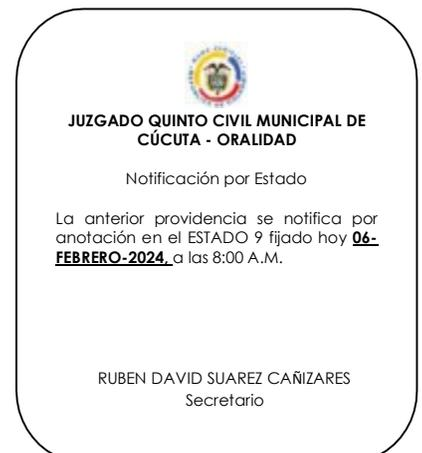 JUZGADO QUINTO CIVIL MUNICIPAL DE
CÚCUTA - ORALIDAD
Notificación por Estado
La anterior providencia se notifica por
anotación en el ESTADO 9 fijado hoy 06-
FEBRERO-2024, a las 8:00 A.M.
RUBEN DAVID SUAREZ CAÑIZARES
Secretario